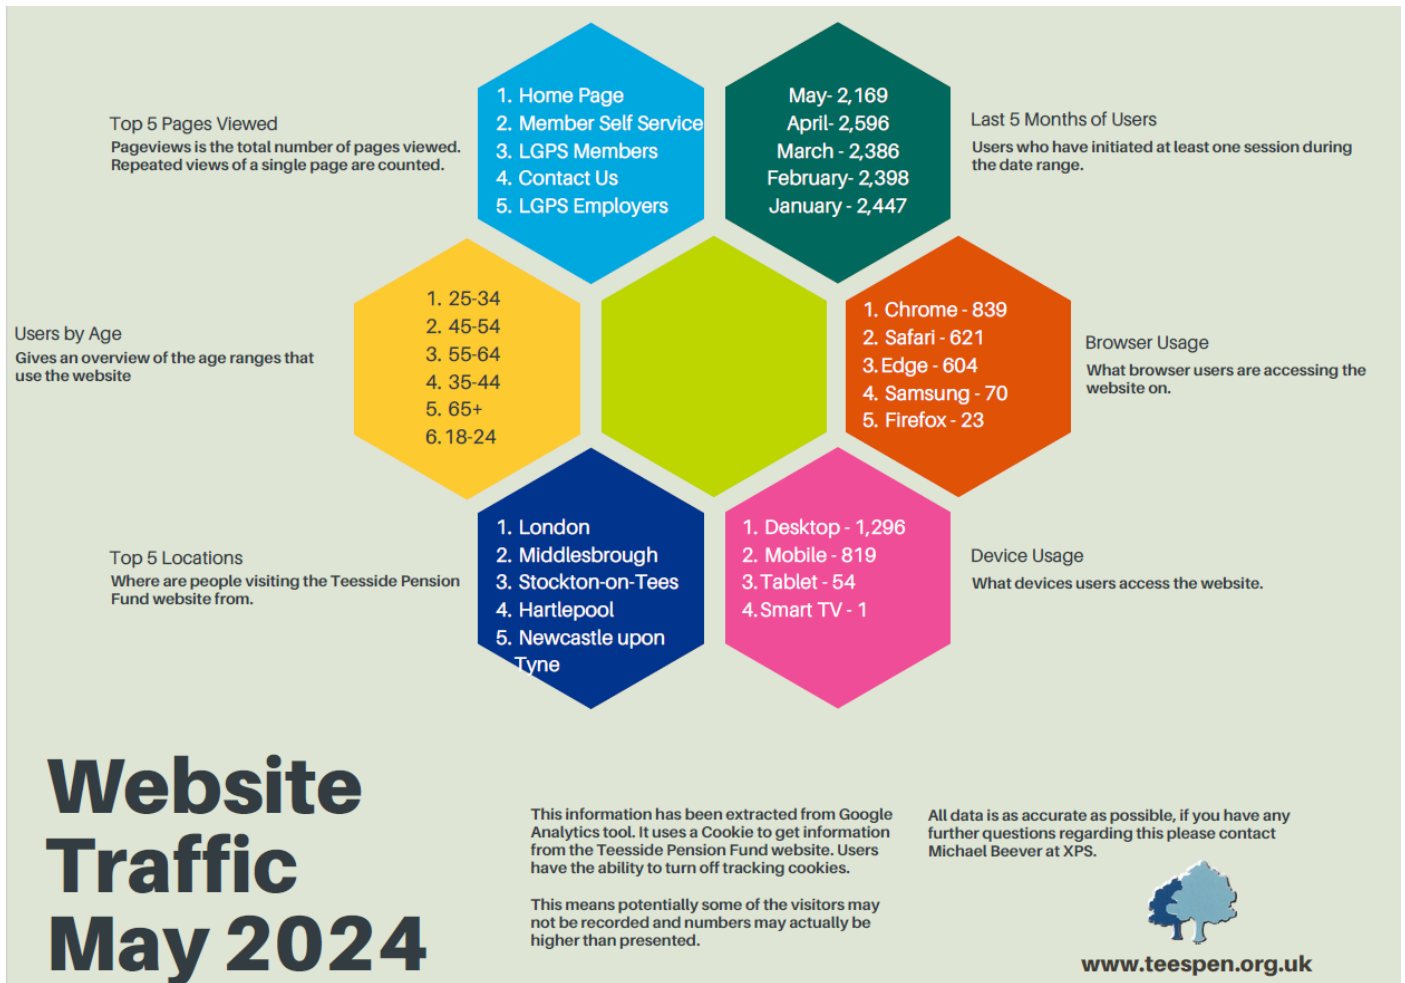 Top 5 Pages Viewed
Pageviews is the total number of pages viewed.
Repeated views of a single page are counted.
1. Home Page
2. Member Self Service
3. LGPS Members
4. Contact Us
5. LGPS Employers
May- 2,169
April- 2,596
March - 2,386
February- 2,398
January - 2,447
Last 5 Months of Users
Users who have initiated at least one session during
the date range.
Users by Age
Gives an overview of the age ranges that
use the website
1. 25-34
2. 45-54
3. 55-64
4. 35-44
5. 65+
6. 18-24
1. Chrome - 839
2. Safari - 621
3. Edge - 604
4. Samsung - 70
5. Firefox - 23
Browser Usage
What browser users are accessing the
website on.
Top 5 Locations
Where are people visiting the Teesside Pension
Fund website from.
1. London
2. Middlesbrough
3. Stockton-on-Tees
4. Hartlepool
5. Newcastle upon
Tyne
1. Desktop - 1,296
2. Mobile - 819
3. Tablet - 54
4. Smart TV - 1
Device Usage
What devices users access the website.
Website
Traffic
May 2024
This information has been extracted from Google
Analytics tool. It uses a Cookie to get information
from the Teesside Pension Fund website. Users
have the ability to turn off tracking cookies.
This means potentially some of the visitors may
not be recorded and numbers may actually be
higher than presented.
All data is as accurate as possible, if you have any
further questions regarding this please contact
Michael Beever at XPS.
www.teespen.org.uk